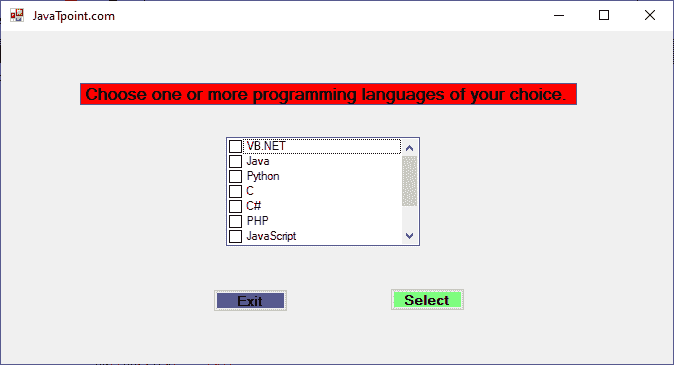 JavaTpoint.com
Choose one or more programming languages of your choice.
VB.NET
Java
Python
C
C#
PHP
JavaScript
Exit
Select